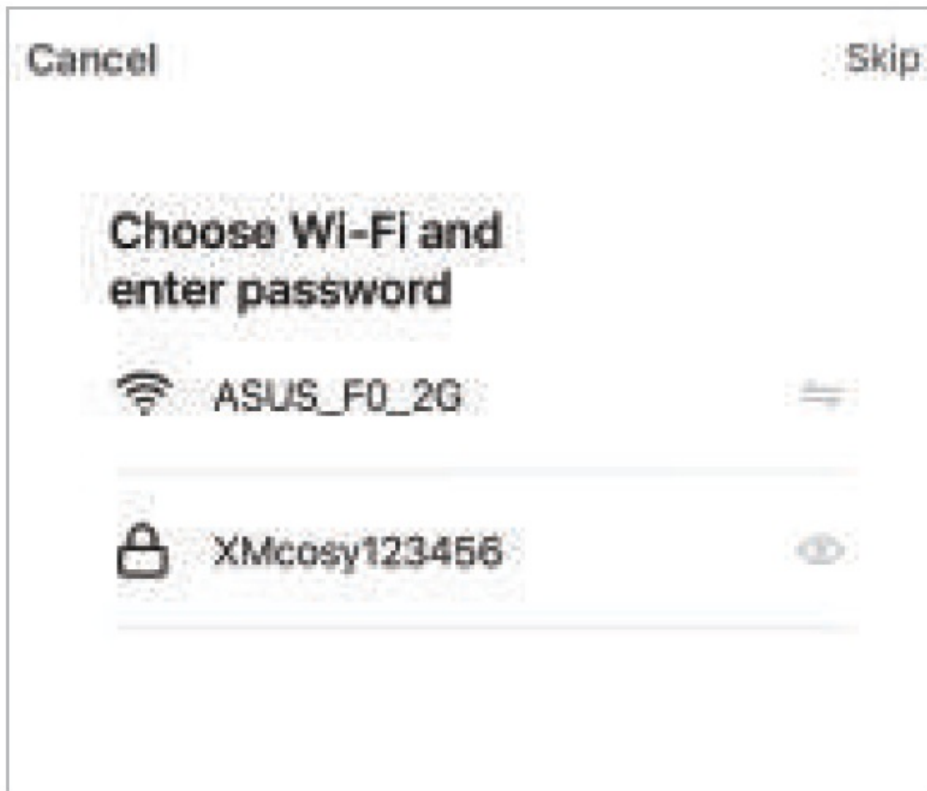 Cancel
Skip
Choose Wi-Fi and
enter password
ASUS_F0_2G
XMcosy123456